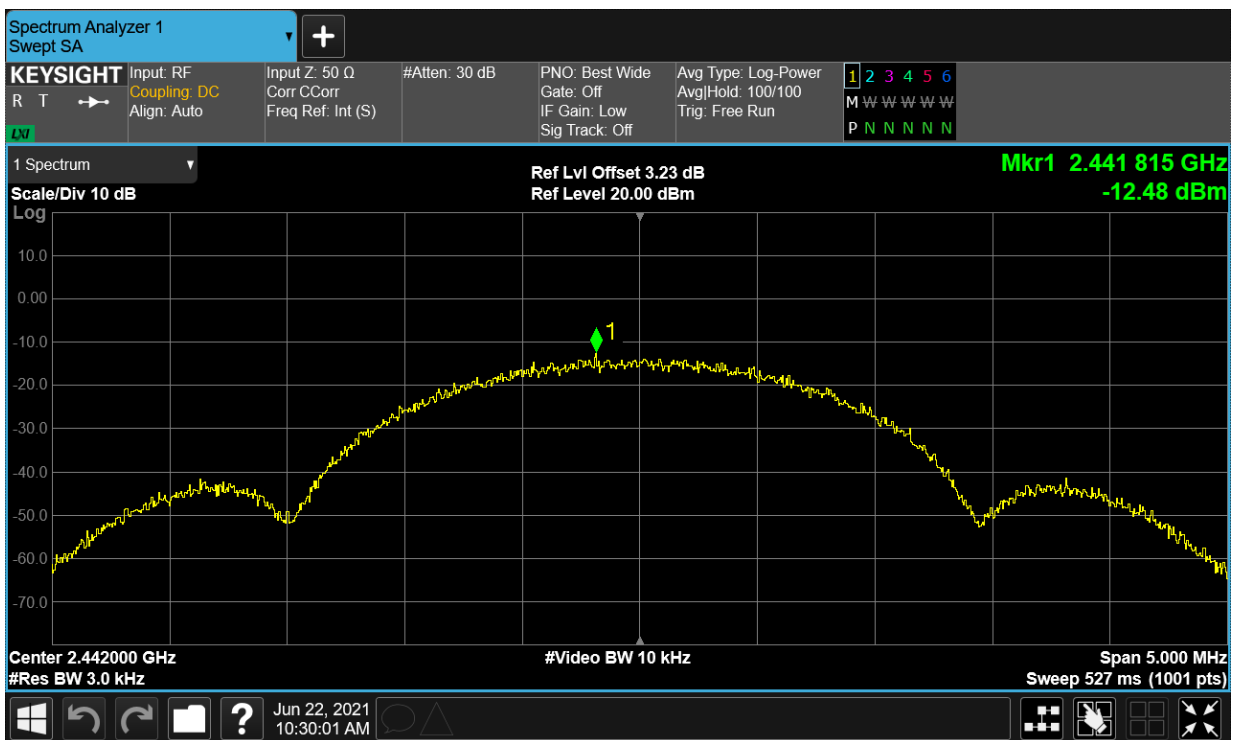 Spectrum Analyzer 1
Swept SA
+
KEYSIGHT
R T
LXI
Input: RF
Coupling: DC
Align: Auto
Input Z: 50 Ω
Corr CCorr
Freq Ref: Int (S)
#Atten: 30 dB
PNO: Best Wide
Gate: Off
IF Gain: Low
Sig Track: Off
Avg Type: Log-Power
Avg|Hold: 100/100
Trig: Free Run
1 2 3 4 5 6
M W W W W W
P N N N N N
1 Spectrum
Scale/Div 10 dB
Log
Ref Lvl Offset 3.23 dB
Ref Level 20.00 dBm
Mkr1 2.441 815 GHz
-12.48 dBm
10.0
0.00
-10.0
-20.0
-30.0
-40.0
-50.0
-60.0
-70.0
1
Center 2.442000 GHz
#Res BW 3.0 kHz
#Video BW 10 kHz
Span 5.000 MHz
Sweep 527 ms (1001 pts)
?
Jun 22, 2021
10:30:01 AM